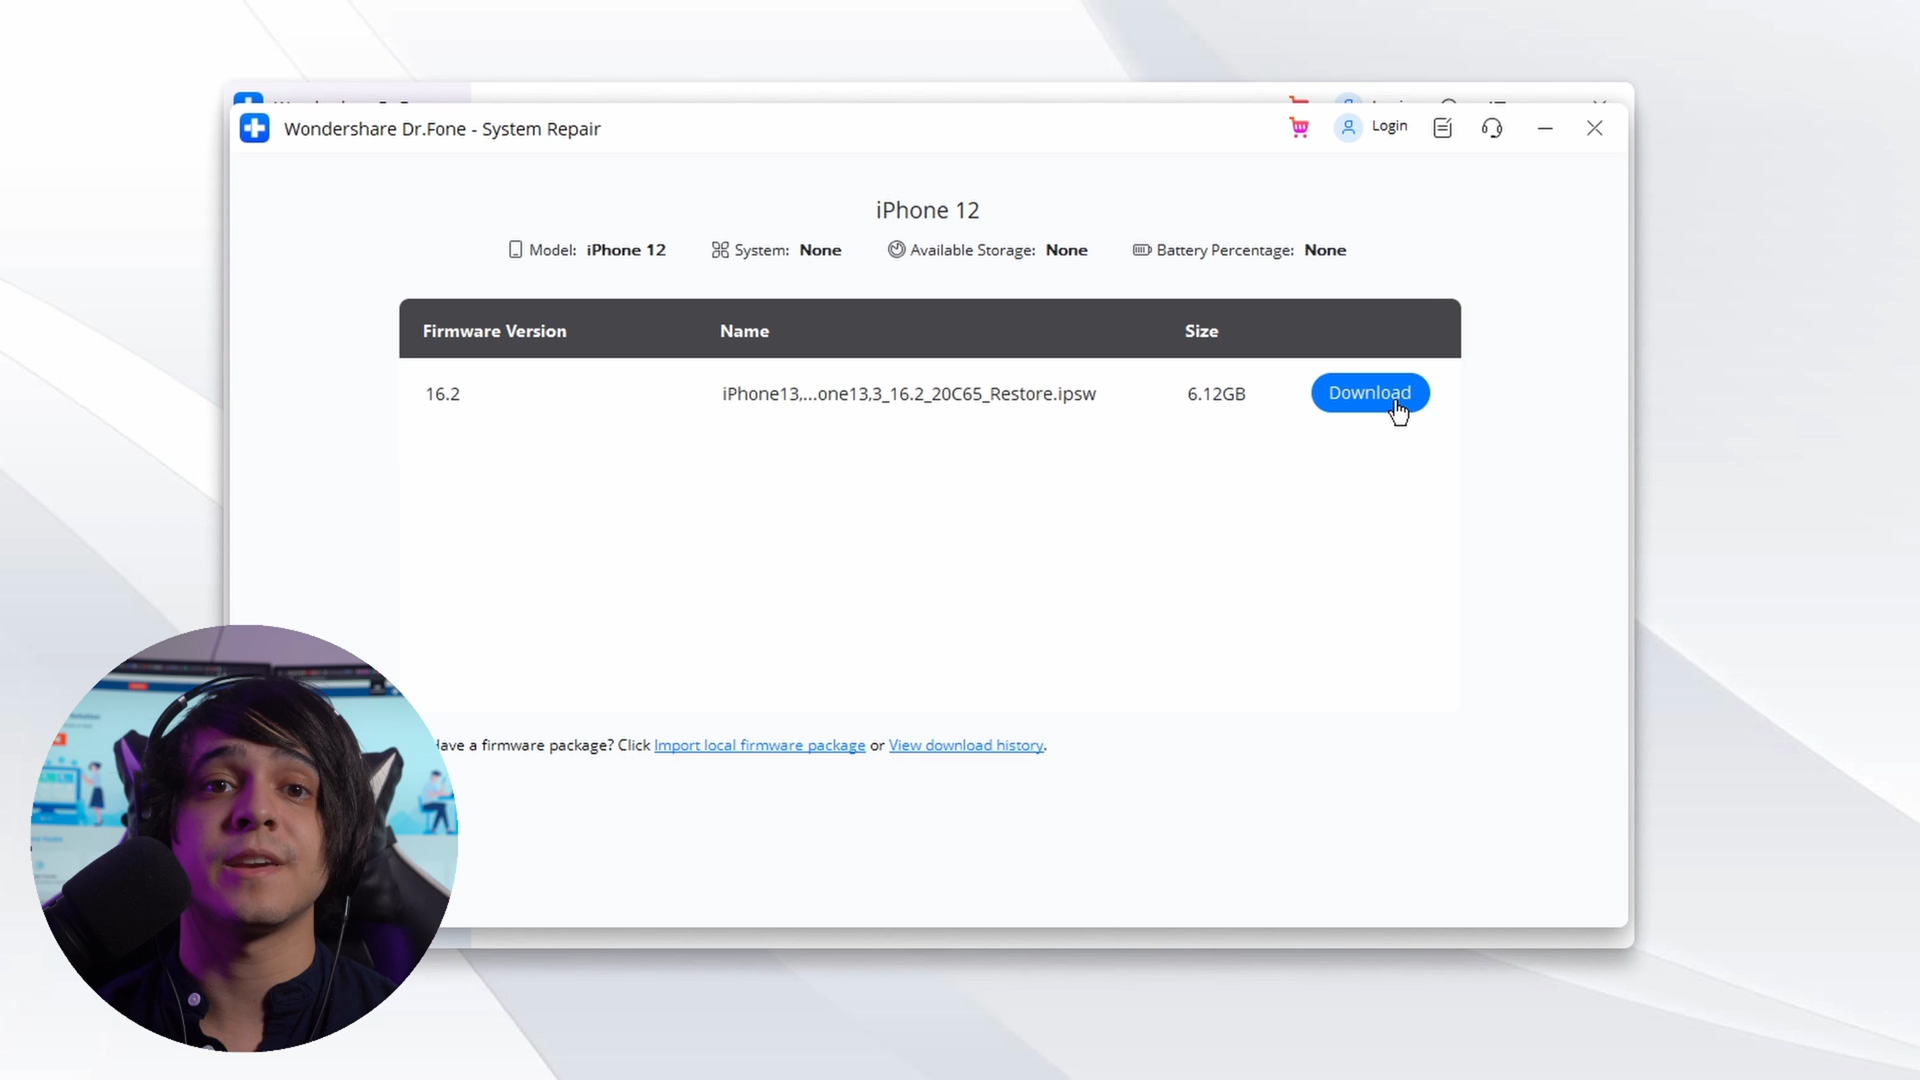 Wondershare Dr.Fone - System Repair
Login
iPhone 12
Model: iPhone 12 System: None Available Storage: None Battery Percentage: None
Firmware Version Name Size
16.2 iPhone13,...one13,3_16.2_20C65_Restore.ipsw 6.12GB Download
Have a firmware package? Click Import local firmware package or View download history.